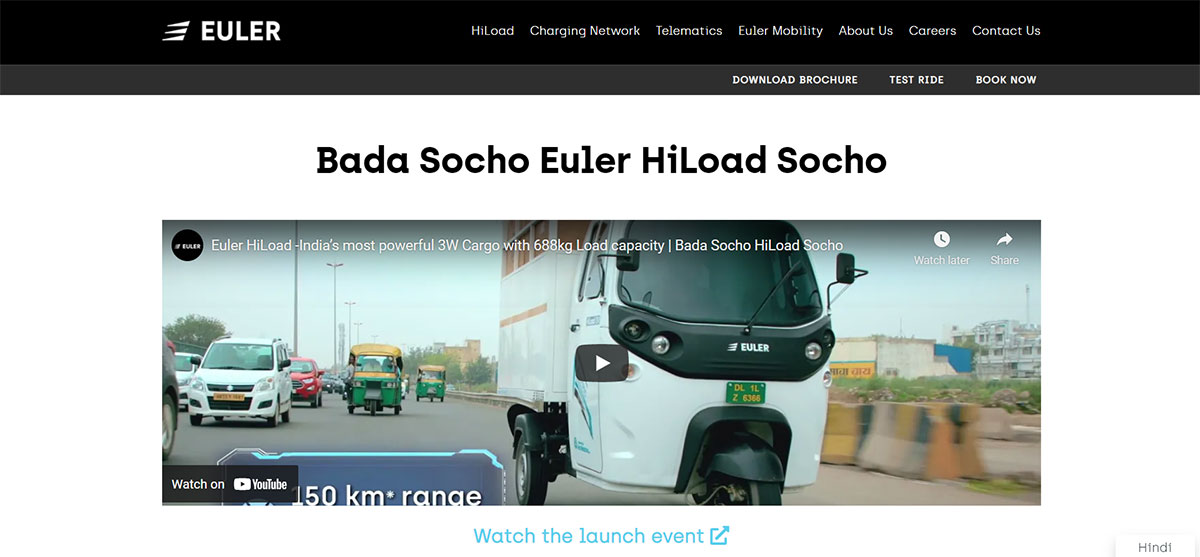 EULER
HiLoad Charging Network Telematics Euler Mobility About Us Careers Contact Us
DOWNLOAD BROCHURE TEST RIDE BOOK NOW
Bada Socho Euler HiLoad Socho
EULER Euler HiLoad -India’s most powerful 3W Cargo with 688kg Load capacity | Bada Socho HiLoad Socho
Watch later Share
EULER
DL 1L
Z 6366
Watch on YouTube
150 km* range
Watch the launch event
Hindi